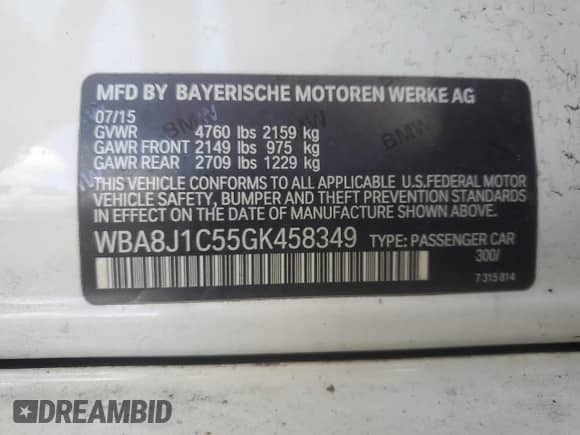 MFD BY BAYERISCHE MOTOREN WERKE AG
07/15
GVWR 4760 lbs 2159 kg
GAWR FRONT 2149 lbs 975 kg
GAWR REAR 2709 lbs 1229 kg
THIS VEHICLE CONFORMS TO ALL APPLICABLE U.S.FEDERAL MOTOR
VEHICLE SAFETY, BUMPER AND THEFT PREVENTION STANDARDS
IN EFFECT ON THE DATE OF MANUFACTURE SHOWN ABOVE.
WBA8J1C55GK458349 TYPE: PASSENGER CAR
300/
7 315 814
BMW
BMW
DREAMBID